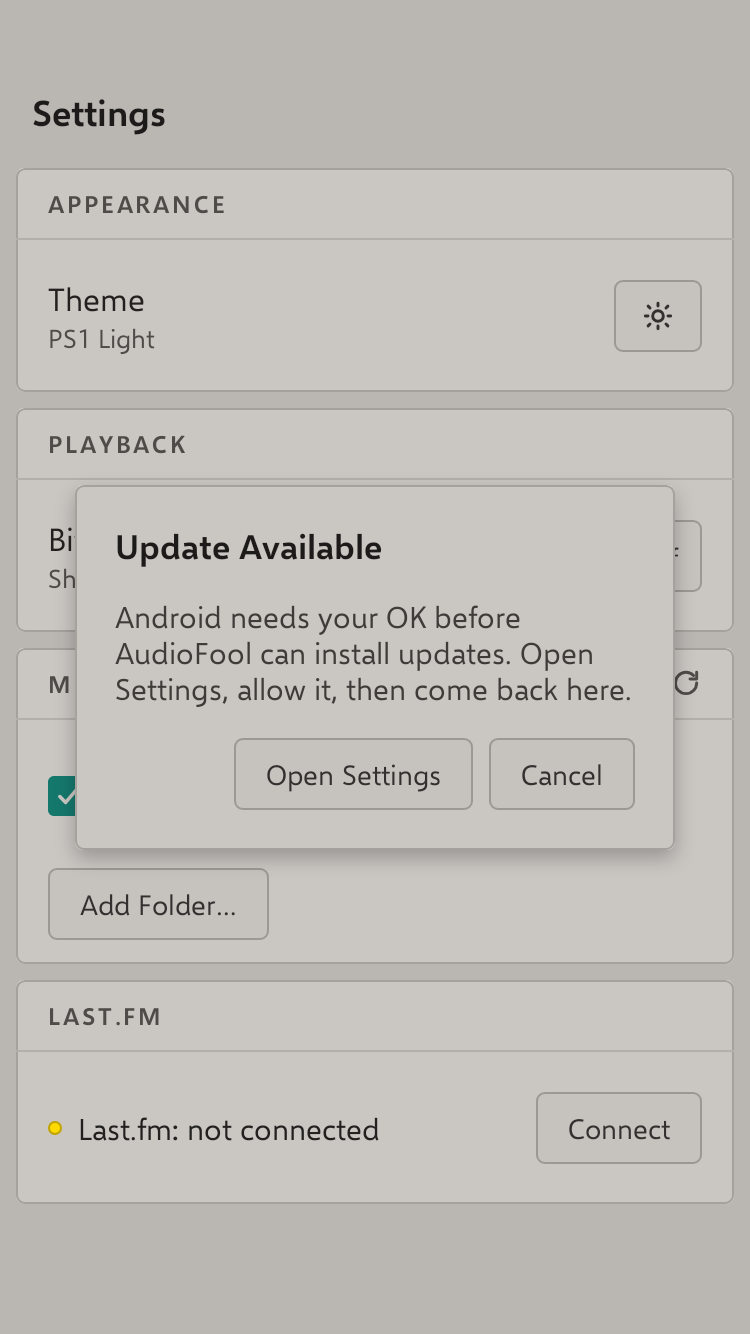 Settings
APPEARANCE
Theme
PS1 Light
PLAYBACK
Update Available
Android needs your OK before
AudioFool can install updates. Open
Settings, allow it, then come back here.
Open Settings
Cancel
Add Folder...
LAST.FM
Last.fm: not connected
Connect